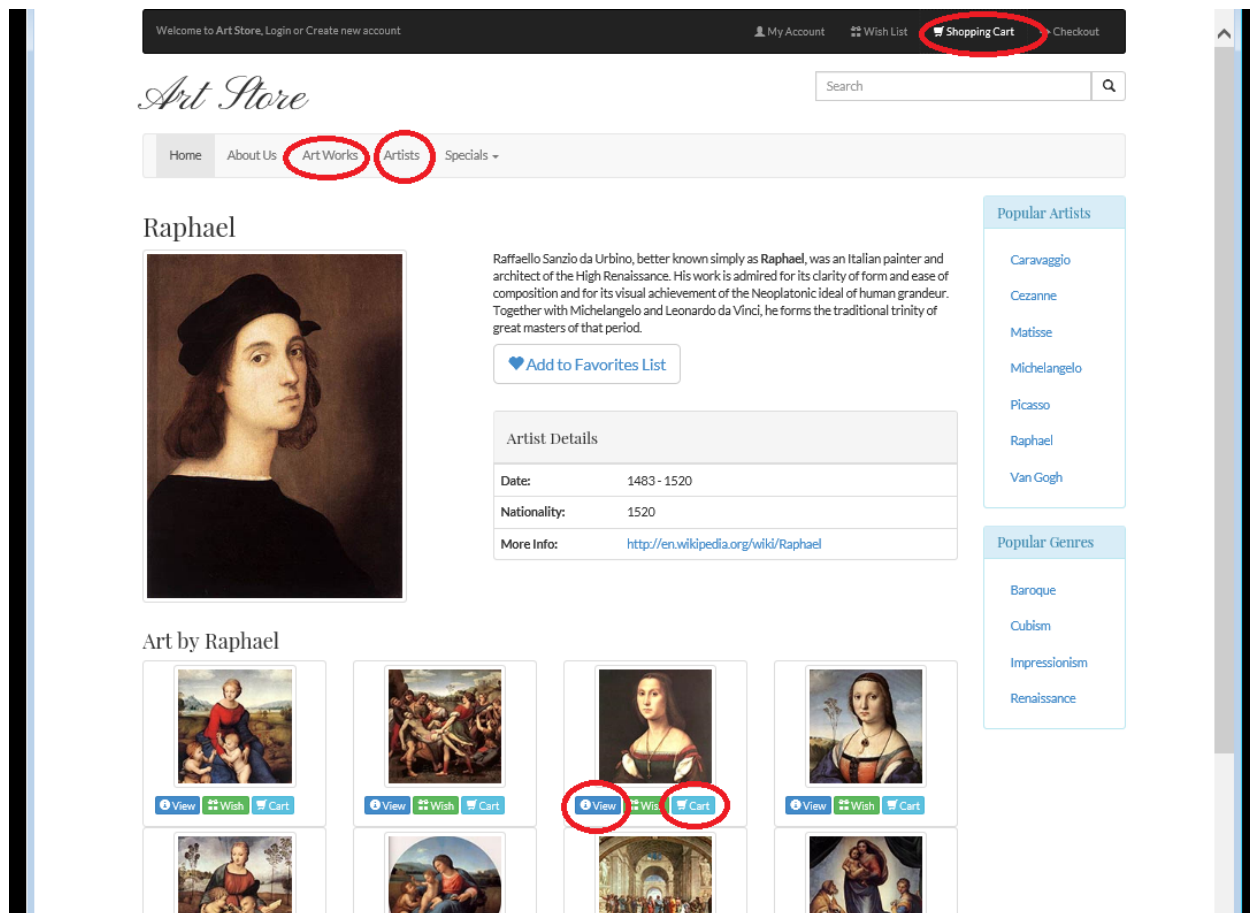 Welcome to Art Store, Login or Create new account
My Account Wish List Shopping Cart Checkout
Art Store
Search
Home About Us Art Works Artists Specials
Raphael
Raffaello Sanzio da Urbino, better known simply as Raphael, was an Italian painter and
architect of the High Renaissance. His work is admired for its clarity of form and ease of
composition and for its visual achievement of the Neoplatonic ideal of human grandeur.
Together with Michelangelo and Leonardo da Vinci, he forms the traditional trinity of
great masters of that period.
Add to Favorites List
Artist Details
Date: 1483 - 1520
Nationality: 1520
More Info: http://en.wikipedia.org/wiki/Raphael
Popular Artists
Caravaggio
Cezanne
Matisse
Michelangelo
Picasso
Raphael
Van Gogh
Popular Genres
Baroque
Cubism
Impressionism
Renaissance
Art by Raphael
View Wish Cart View Wish Cart View Wish Cart View Wish Cart